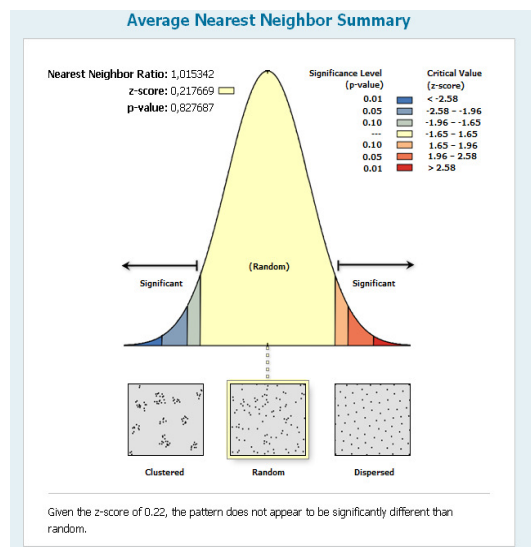 Average Nearest Neighbor Summary
Nearest Neighbor Ratio: 1,015342
z-score: 0,217669
p-value: 0,827687
Significance Level
(p-value)
Critical Value
(z-score)
0.01 < -2.58
0.05 -2.58 – -1.96
0.10 -1.96 – -1.65
--- -1.65 – 1.65
0.10 1.65 – 1.96
0.05 1.96 – 2.58
0.01 > 2.58
(Random)
Significant
Significant
Clustered
Random
Dispersed
Given the z-score of 0.22, the pattern does not appear to be significantly different than
random.